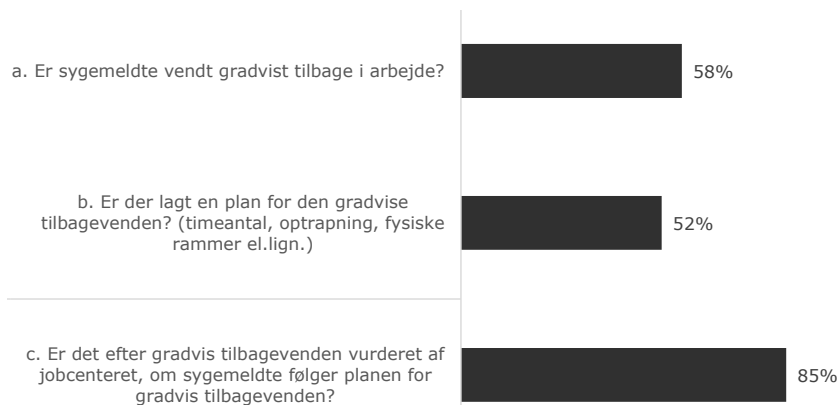 a. Er sygemeldte vendt gradvist tilbage i arbejde?
58%
b. Er der lagt en plan for den gradvise
tilbagevenden? (timeantal, optrapning, fysiske
rammer el.lign.)
52%
c. Er det efter gradvis tilbagevenden vurderet af
jobcenteret, om sygemeldte følger planen for
gradvis tilbagevenden?
85%